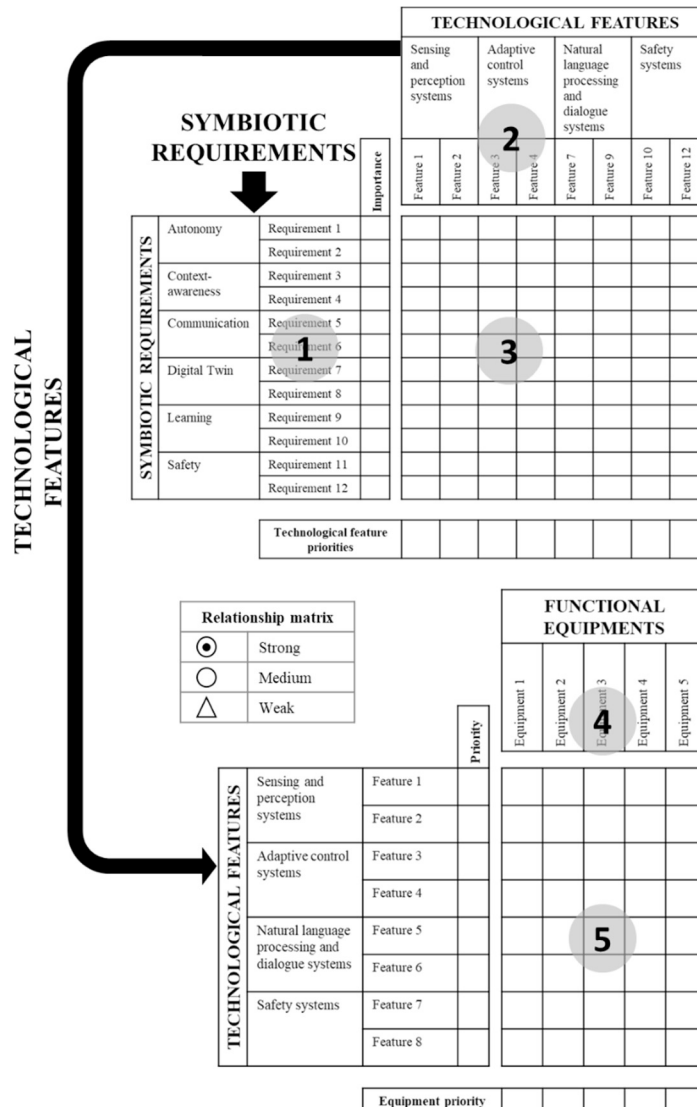 TECHNOLOGICAL FEATURES
Sensing
and
perception
systems
Adaptive
control
systems
Natural
language
processing
and
dialogue
systems
Safety
systems
2
Feature 1
Feature 2
Feature 3
Feature 4
Feature 7
Feature 9
Feature 10
Feature 12
SYMBIOTIC
REQUIREMENTS
Importance
SYMBIOTIC REQUIREMENTS
Autonomy
Requirement 1
Requirement 2
Context-
awareness
Requirement 3
Requirement 4
Communication
Requirement 5
Requirement 6
1
3
Digital Twin
Requirement 7
Requirement 8
Learning
Requirement 9
Requirement 10
Safety
Requirement 11
Requirement 12
Technological feature
priorities
TECHNOLOGICAL
FEATURES
Relationship matrix
Strong
Medium
Weak
FUNCTIONAL
EQUIPMENTS
Equipment 1
Equipment 2
Equipment 3
Equipment 4
Equipment 5
4
Priority
TECHNOLOGICAL FEATURES
Sensing and
perception
systems
Feature 1
Feature 2
Adaptive control
systems
Feature 3
Feature 4
Natural language
processing and
dialogue systems
Feature 5
Feature 6
5
Safety systems
Feature 7
Feature 8
Equipment priority